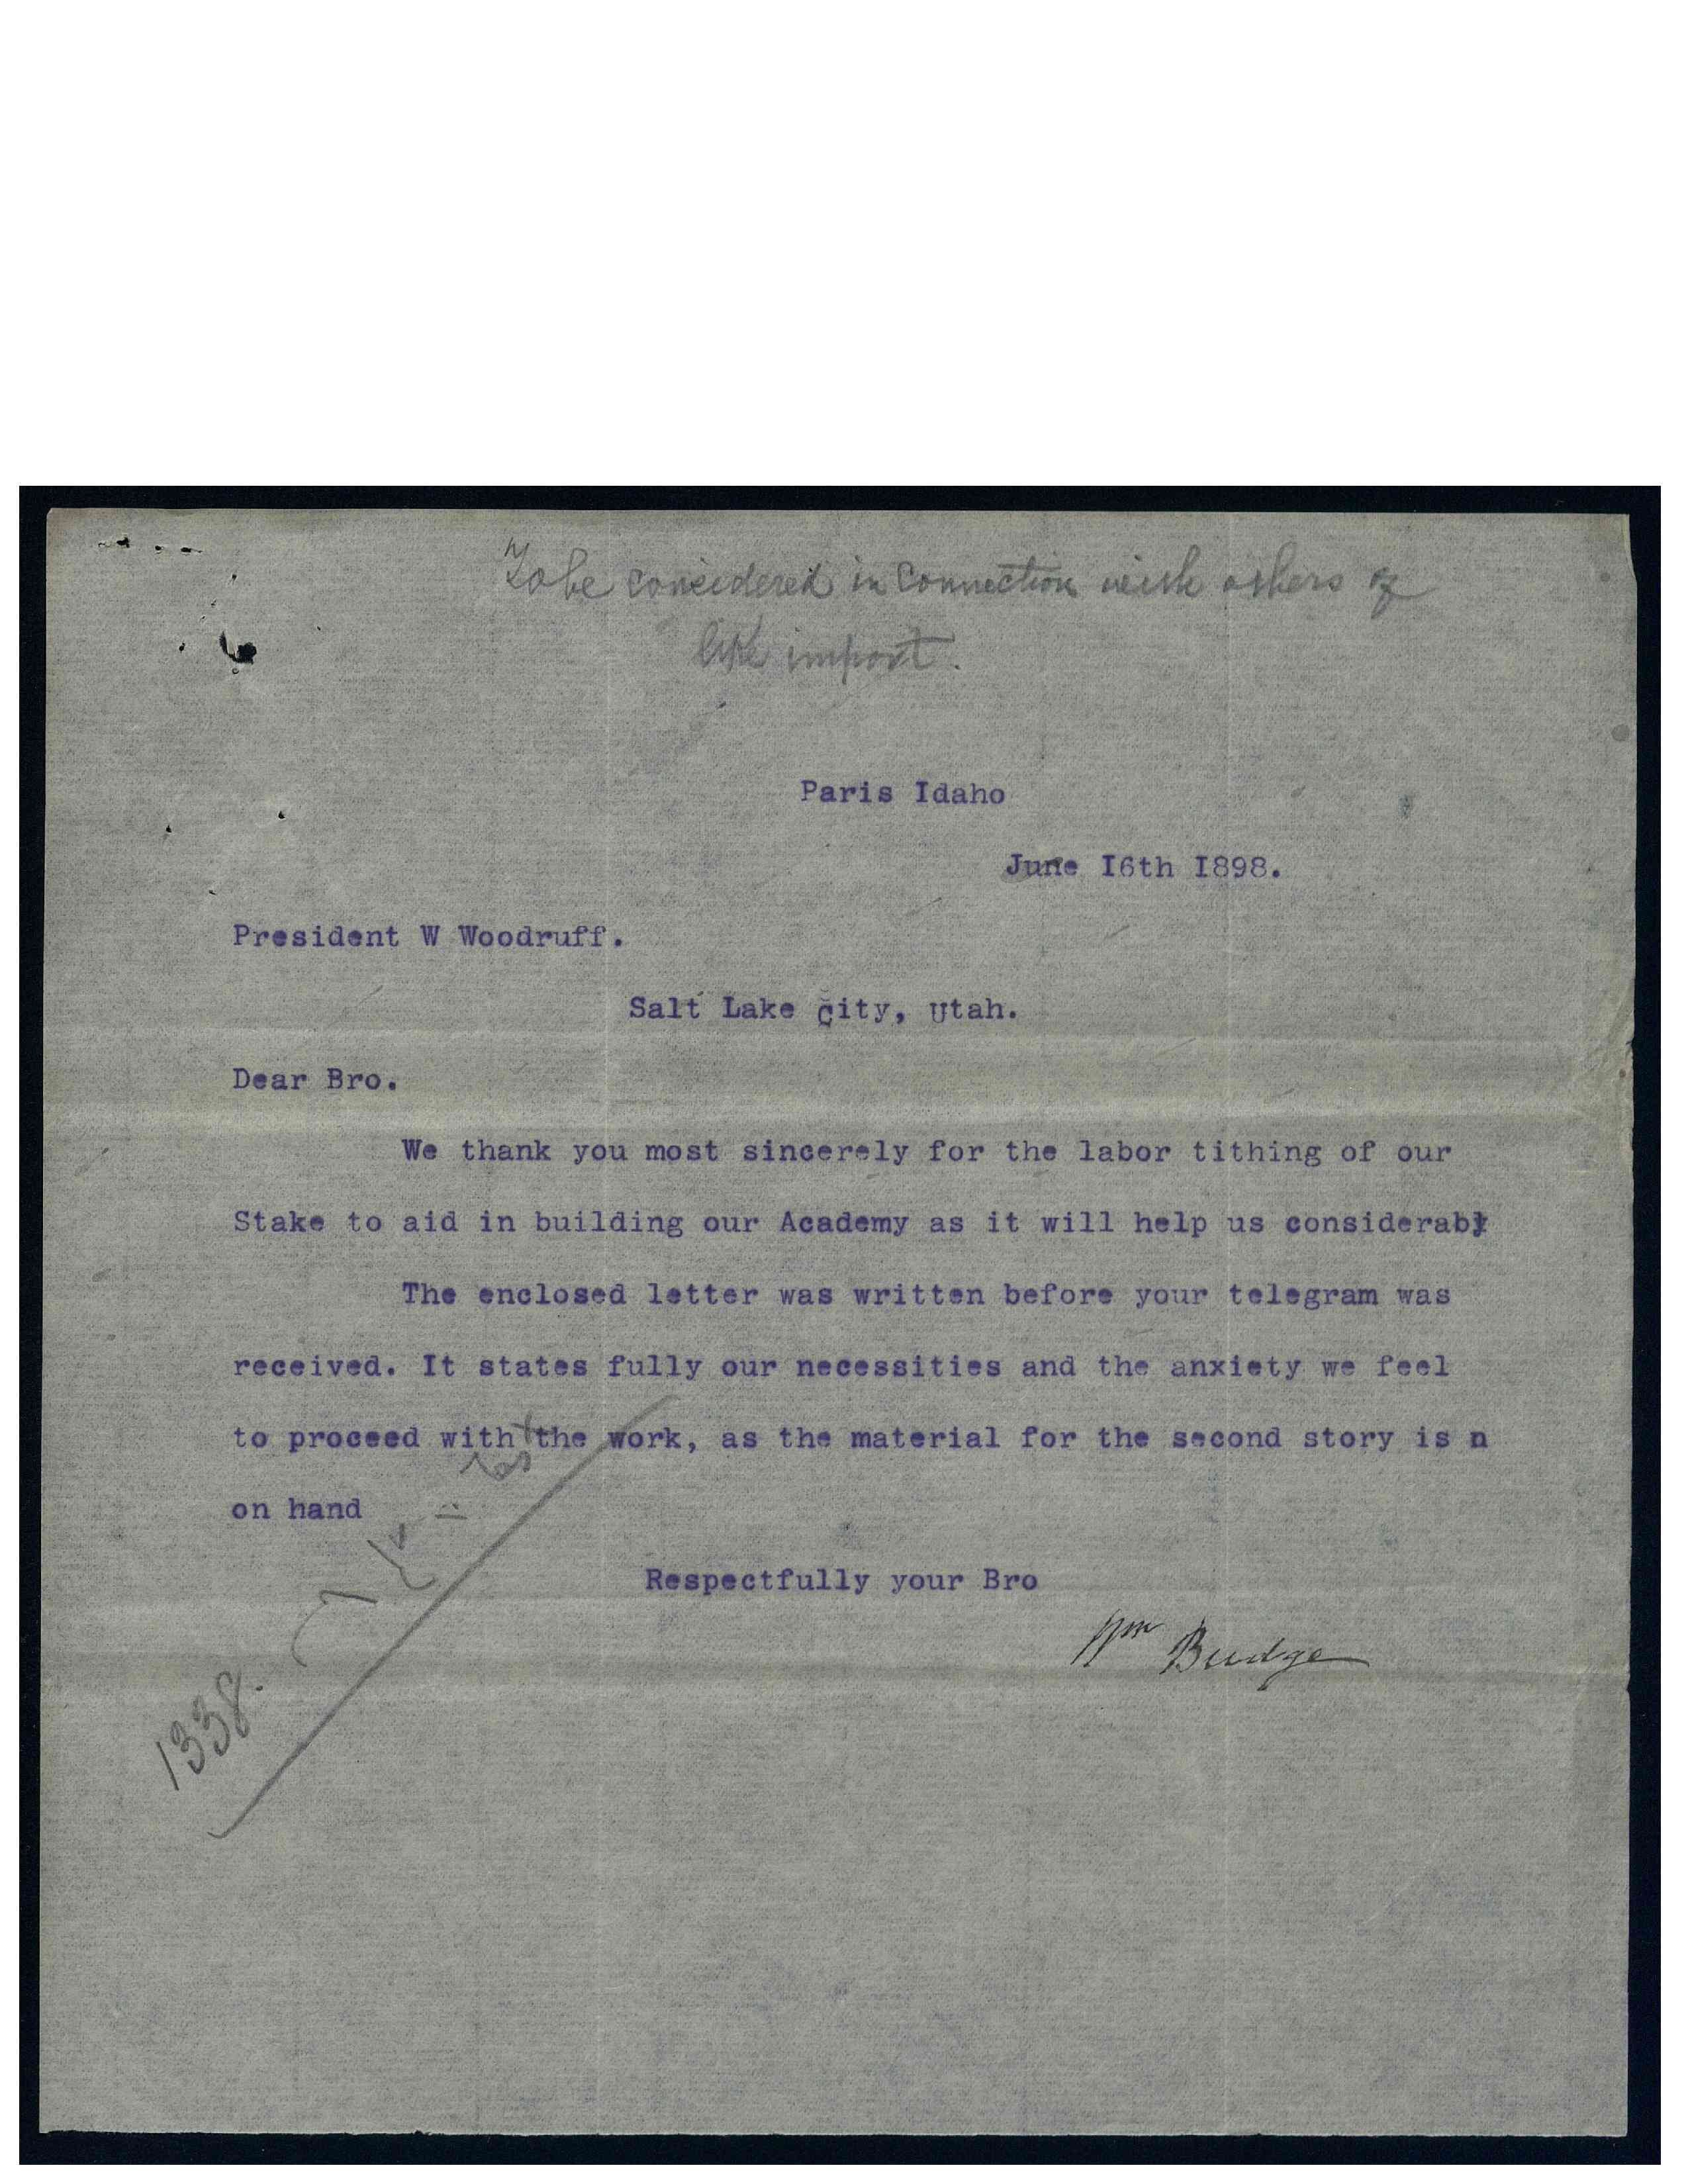 To be considered in connection with others of
like import.
Paris Idaho
June I6th I898.
President W Woodruff.
Salt Lake City, Utah.
Dear Bro.
We thank you most sincerely for the labor tithing of our
Stake to aid in building our Academy as it will help us considerably
The enclosed letter was written before your telegram was
received. It states fully our necessities and the anxiety we feel
to proceed with the work, as the material for the second story is n
on hand
Respectfully your Bro
Wm Budge
1338.